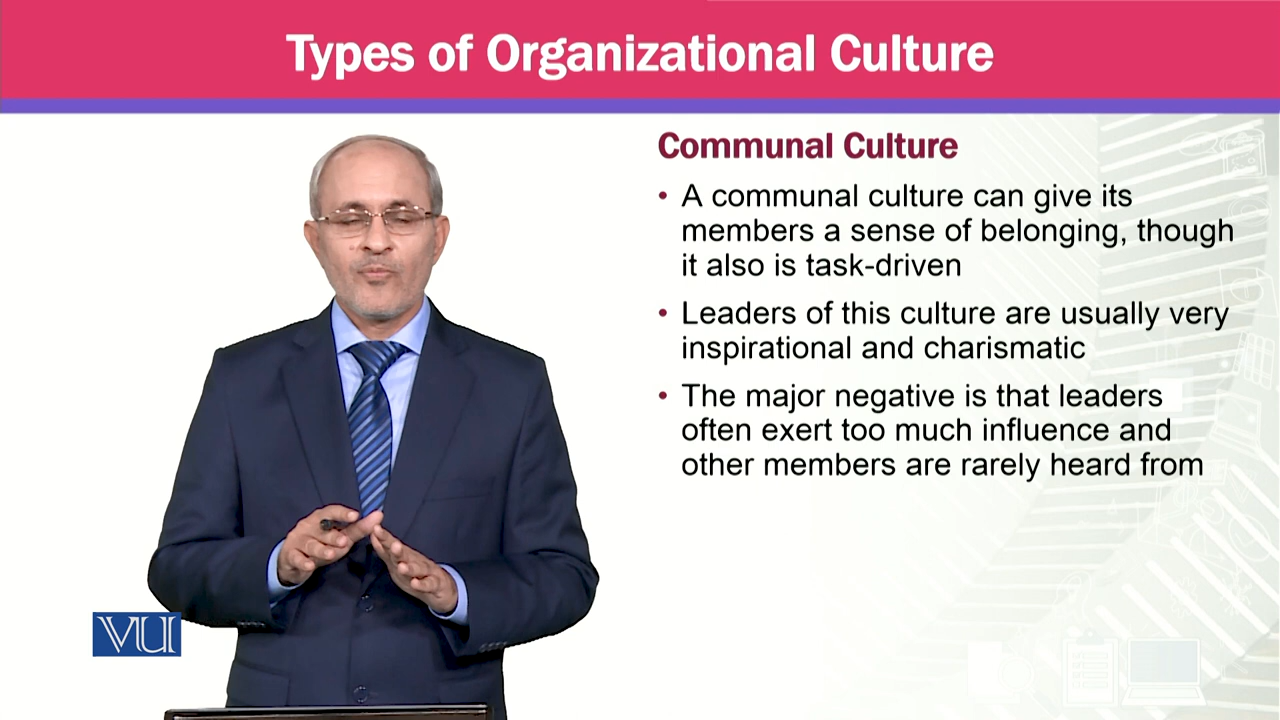 Types of Organizational Culture
Communal Culture
• A communal culture can give its
members a sense of belonging, though
it also is task-driven
• Leaders of this culture are usually very
inspirational and charismatic
• The major negative is that leaders
often exert too much influence and
other members are rarely heard from
VU